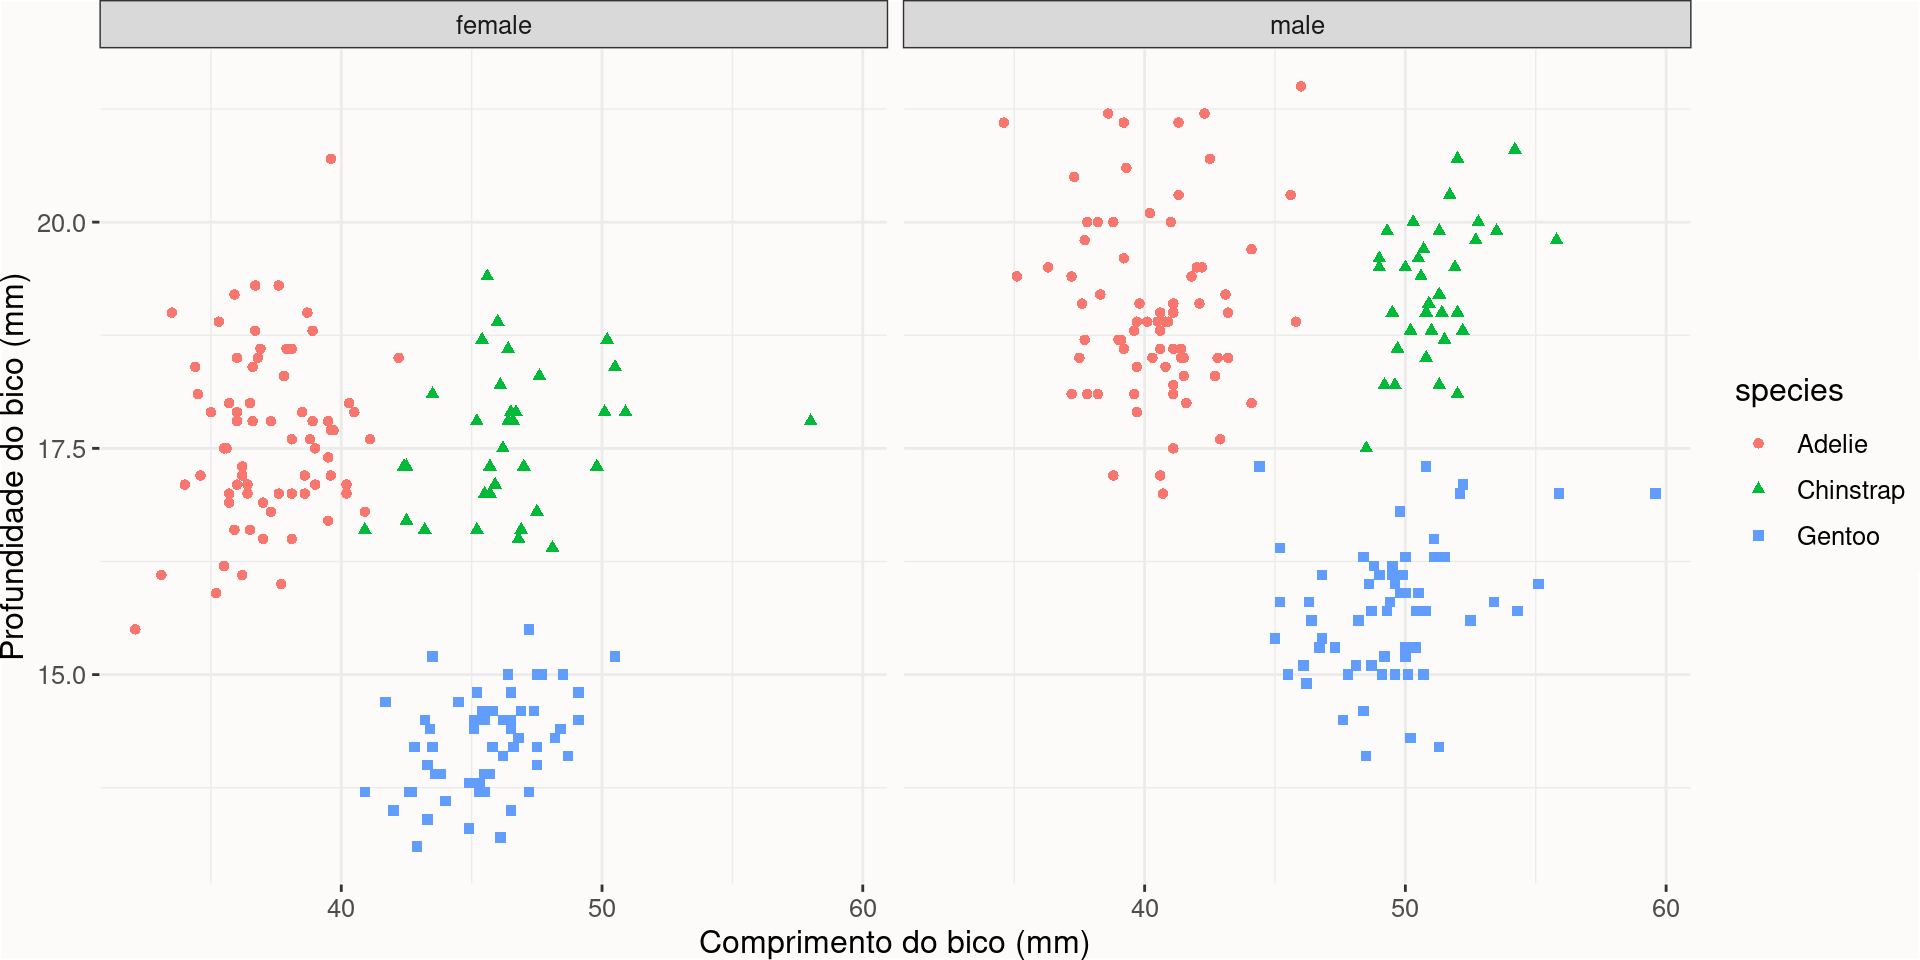 female
male
Profundidade do bico (mm)
20.0
17.5
15.0
40
50
60
40
50
60
Comprimento do bico (mm)
species
Adelie
Chinstrap
Gentoo